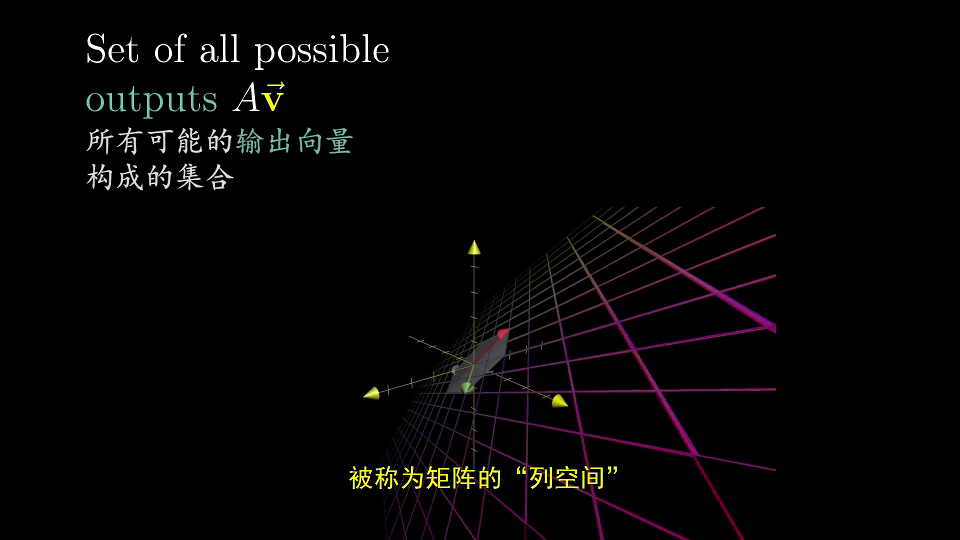 Set of all possible
outputs A\vec{v}
所有可能的输出向量
构成的集合
被称为矩阵的“列空间”